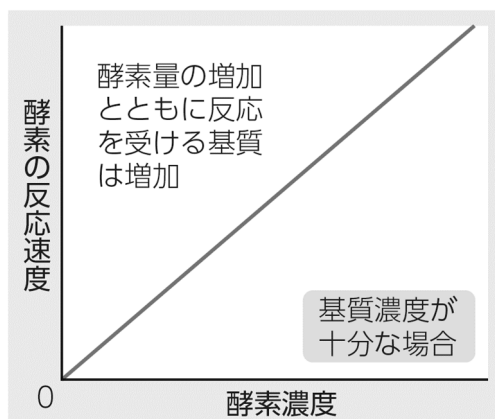 酵素量の増加
とともに反応
を受ける基質
は増加
酵素の反応速度
基質濃度が
十分な場合
0
酵素濃度